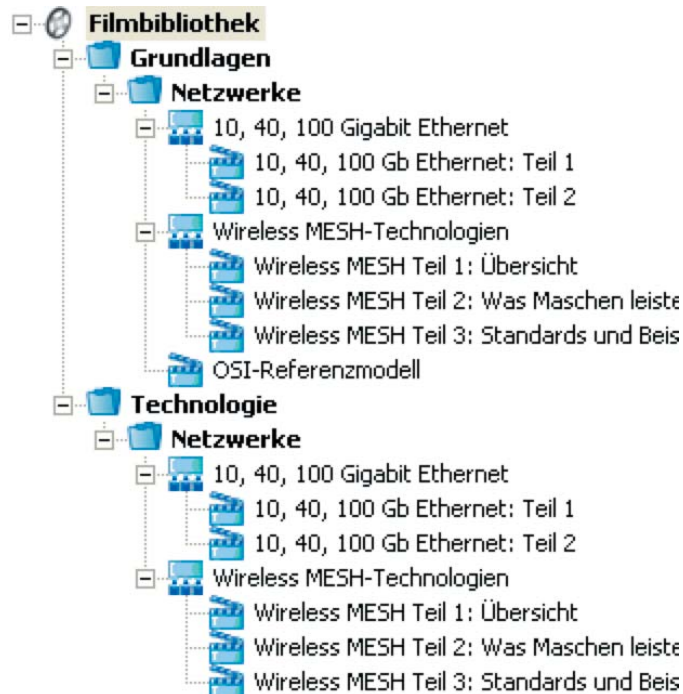 Filmbibliothek
Grundlagen
Netzwerke
10, 40, 100 Gigabit Ethernet
10, 40, 100 Gb Ethernet: Teil 1
10, 40, 100 Gb Ethernet: Teil 2
Wireless MESH-Technologien
Wireless MESH Teil 1: Übersicht
Wireless MESH Teil 2: Was Maschen leiste
Wireless MESH Teil 3: Standards und Beis
OSI-Referenzmodell
Technologie
Netzwerke
10, 40, 100 Gigabit Ethernet
10, 40, 100 Gb Ethernet: Teil 1
10, 40, 100 Gb Ethernet: Teil 2
Wireless MESH-Technologien
Wireless MESH Teil 1: Übersicht
Wireless MESH Teil 2: Was Maschen leiste
Wireless MESH Teil 3: Standards und Beis